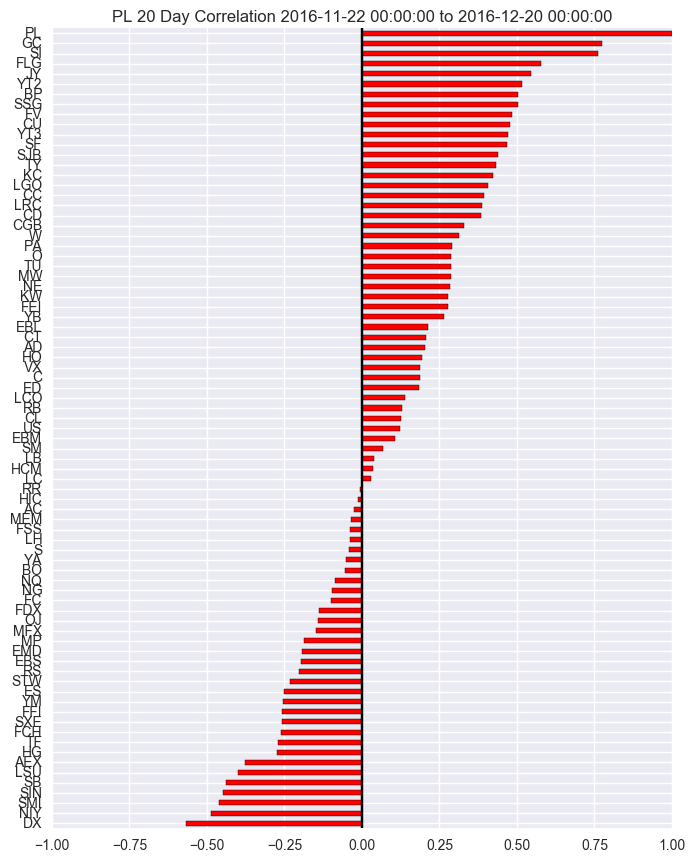 PL 20 Day Correlation 2016-11-22 00:00:00 to 2016-12-20 00:00:00
PL
GC
SI
FLG
JY
YT2
BP
SSG
FV
CU
YT3
SF
SJB
TY
KC
LGO
CC
LRC
CD
CGB
W
PA
O
TU
MW
NE
KW
FEI
YB
EBL
CT
AD
HO
VX
C
ED
LCO
RB
CL
US
EBM
SM
LB
HCM
LC
RR
HIC
AC
MEM
FSS
LH
S
YA
BO
NQ
NG
FC
FDX
OJ
MFX
MP
EMD
EBS
RS
STW
ES
YM
SXE
FCH
TF
HG
AEX
LSU
SB
SIN
SMI
NIY
DX
−1.00 −0.75 −0.50 −0.25 0.00 0.25 0.50 0.75 1.00